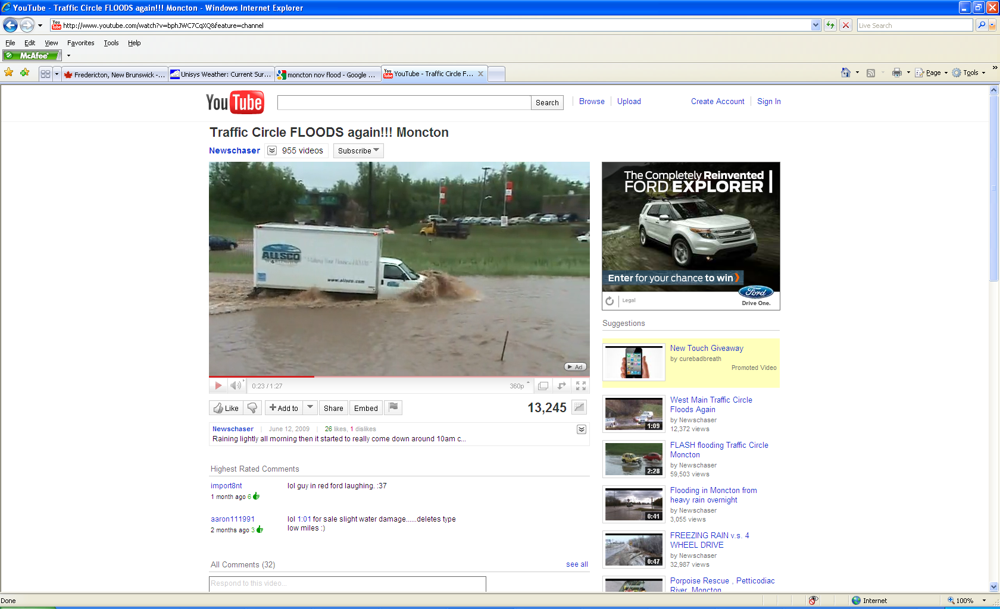 YouTube - Traffic Circle FLOODS again!!! Moncton - Windows Internet Explorer
http://www.youtube.com/watch?v=bphJWC7CqXQ&feature=channel
Live Search
File Edit View Favorites Tools Help
McAfee
Fredericton, New Brunswick -...
Unisys Weather: Current Sur...
moncton nov flood - Google ...
YouTube - Traffic Circle F...
Page
Tools
YouTube
Search
Browse
Upload
Create Account
Sign In
Traffic Circle FLOODS again!!! Moncton
Newschaser
955 videos
Subscribe
ALLSCO
www.allsco.com
Ad
0:23 / 1:27
360p
Like
Add to
Share
Embed
13,245
Newschaser | June 12, 2009 | 26 likes, 1 dislikes
Raining lightly all morning then it started to really come down around 10am c...
Highest Rated Comments
import8nt
1 month ago 6
lol guy in red ford laughing. :37
aaron111991
2 months ago 3
lol 1:01 for sale slight water damage......deletes type
low miles :)
All Comments (32)
see all
Respond to this video...
The Completely Reinvented
FORD EXPLORER
Enter for your chance to win
Ford
Legal
Drive One.
Suggestions
New Touch Giveaway
by curebadbreath
Promoted Video
1:09
West Main Traffic Circle
Floods Again
by Newschaser
12,372 views
2:28
FLASH flooding Traffic Circle
Moncton
by Newschaser
59,503 views
0:41
Flooding in Moncton from
heavy rain overnight
by Newschaser
3,055 views
0:47
FREEZING RAIN v.s. 4
WHEEL DRIVE
by Newschaser
32,987 views
Porpoise Rescue , Petticodiac
River, Moncton
Done
Internet
100%